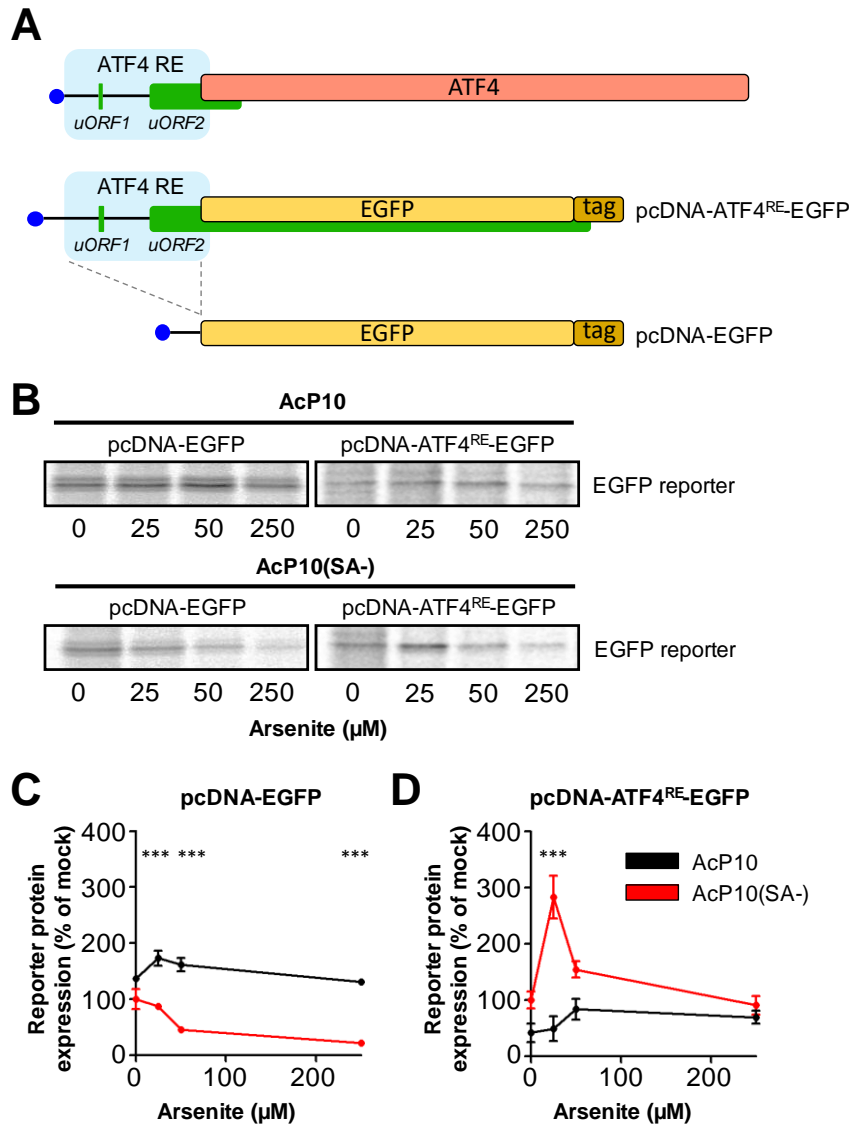 A
ATF4 RE
ATF4
uORF1 uORF2
ATF4 RE
EGFP tag pcDNA-ATF4RE-EGFP
uORF1 uORF2
EGFP tag pcDNA-EGFP
B
AcP10
pcDNA-EGFP pcDNA-ATF4RE-EGFP
EGFP reporter
0 25 50 250 0 25 50 250
AcP10(SA-)
pcDNA-EGFP pcDNA-ATF4RE-EGFP
EGFP reporter
0 25 50 250 0 25 50 250
Arsenite (µM)
C
pcDNA-EGFP
Reporter protein
expression (% of mock)
400
300
200
100
0
*** *** ***
0 100 200
Arsenite (µM)
D
pcDNA-ATF4RE-EGFP
Reporter protein
expression (% of mock)
400
300
200
100
0
***
AcP10
AcP10(SA-)
0 100 200
Arsenite (µM)